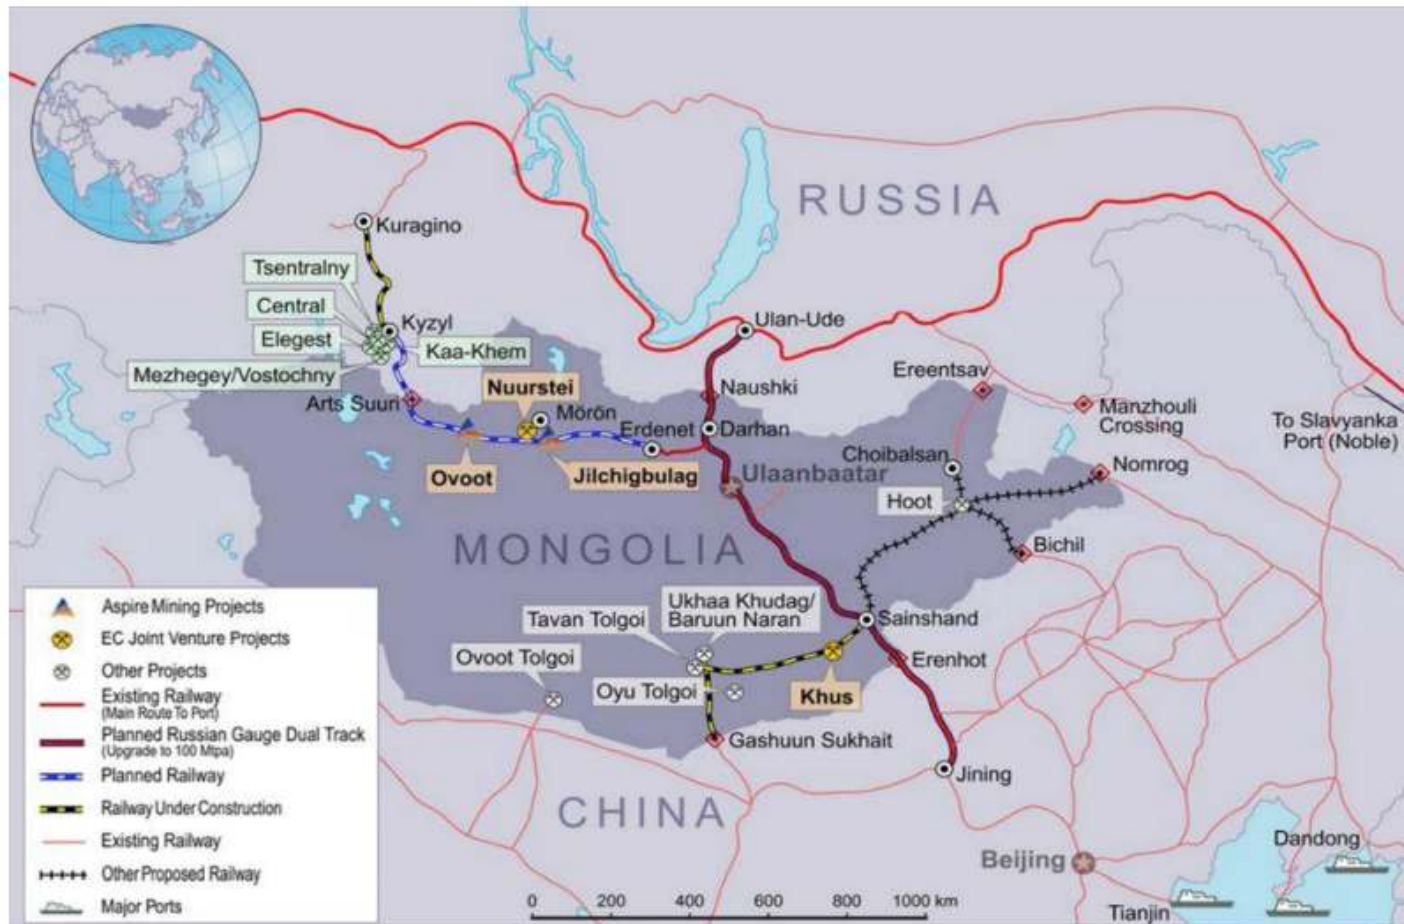 RUSSIA
Kuragino
Tsentralny
Central
Kyzyl
Ulan-Ude
Elegest
Kaa-Khem
Mezhegey/Vostochny
Ereentsav
Nuurstei
Naushki
Arts Suuri
Mörön
Manzhouli
Crossing
To Slavyanka
Port (Noble)
Erdenet
Darhan
Choibalsan
Nomrog
Ovoot
Jilchigbulag
Ulaanbaatar
Hoot
MONGOLIA
Bichil
Ukhaa Khudag/
Baruun Naran
Tavan Tolgoi
Sainshand
Ovoot Tolgoi
Erenhot
Oyu Tolgoi
Khus
Gashuun Sukhait
Jining
CHINA
Beijing
Dandong
Tianjin
Aspire Mining Projects
EC Joint Venture Projects
Other Projects
Existing Railway
(Main Route To Port)
Planned Russian Gauge Dual Track
(Upgrade to 100 Mtpa)
Planned Railway
Railway Under Construction
Existing Railway
Other Proposed Railway
Major Ports
0 200 400 600 800 1000 km